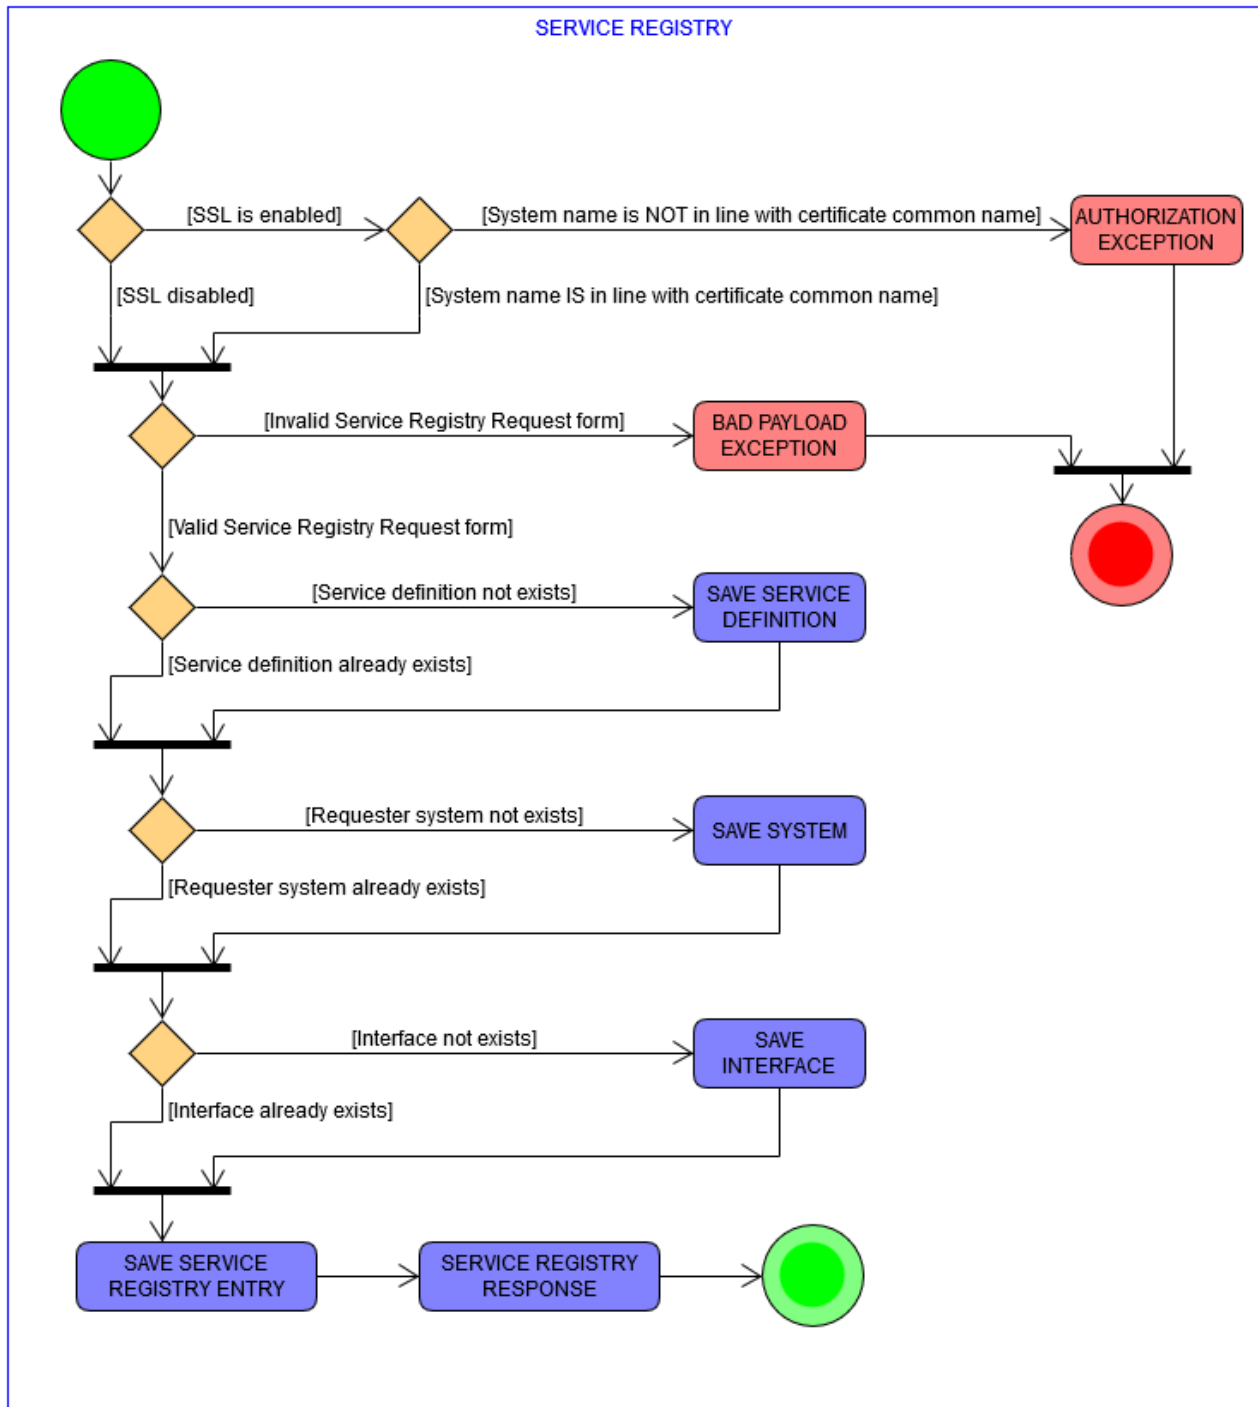 SERVICE REGISTRY
[SSL is enabled]
[System name is NOT in line with certificate common name]
AUTHORIZATION
EXCEPTION
[SSL disabled]
[System name IS in line with certificate common name]
[Invalid Service Registry Request form]
BAD PAYLOAD
EXCEPTION
[Valid Service Registry Request form]
[Service definition not exists]
SAVE SERVICE
DEFINITION
[Service definition already exists]
[Requester system not exists]
SAVE SYSTEM
[Requester system already exists]
[Interface not exists]
SAVE
INTERFACE
[Interface already exists]
SAVE SERVICE
REGISTRY ENTRY
SERVICE REGISTRY
RESPONSE